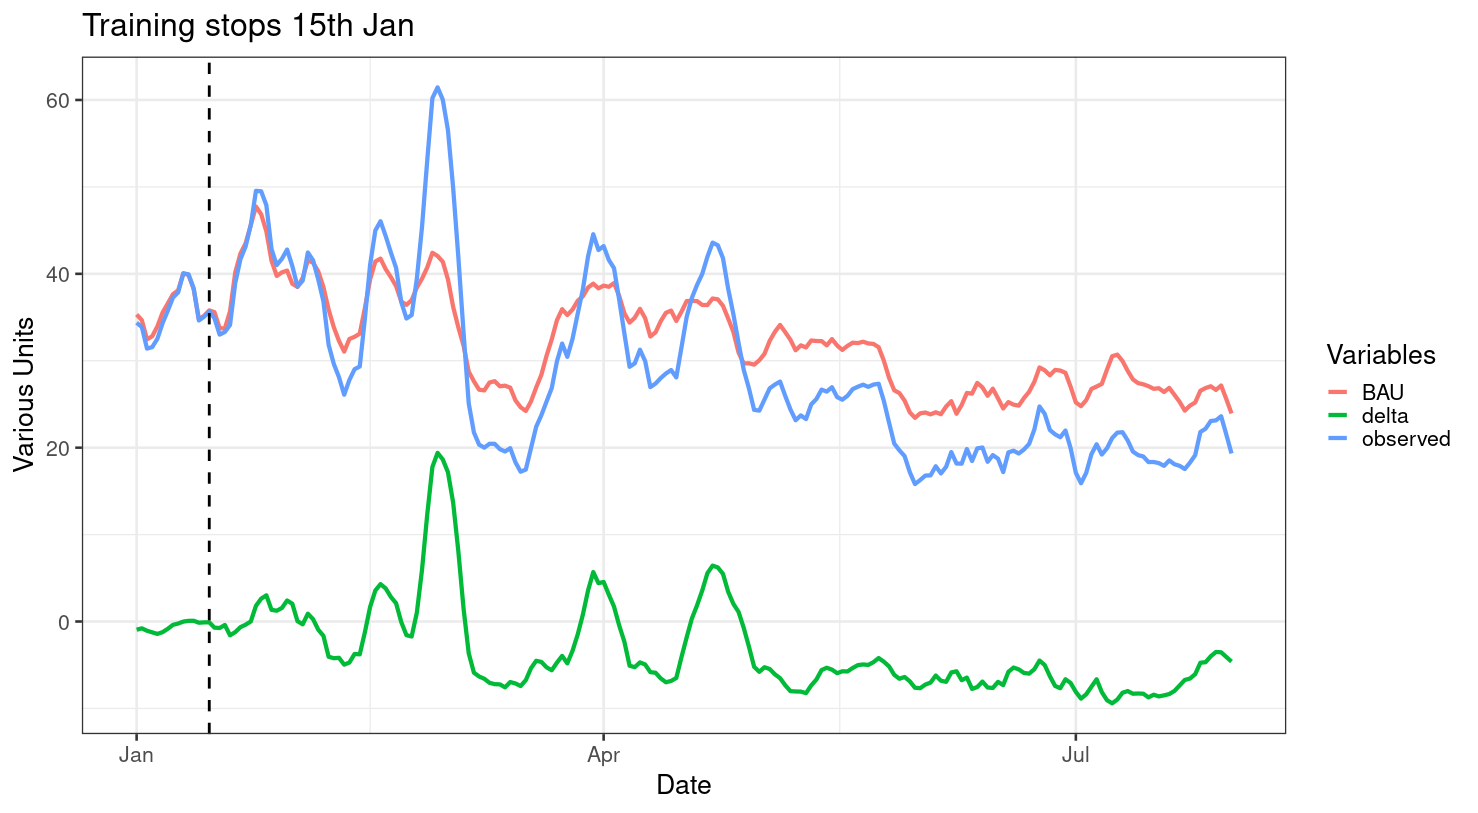 Training stops 15th Jan
60
40
20
0
Various Units
Jan
Apr
Jul
Date
Variables
BAU
delta
observed